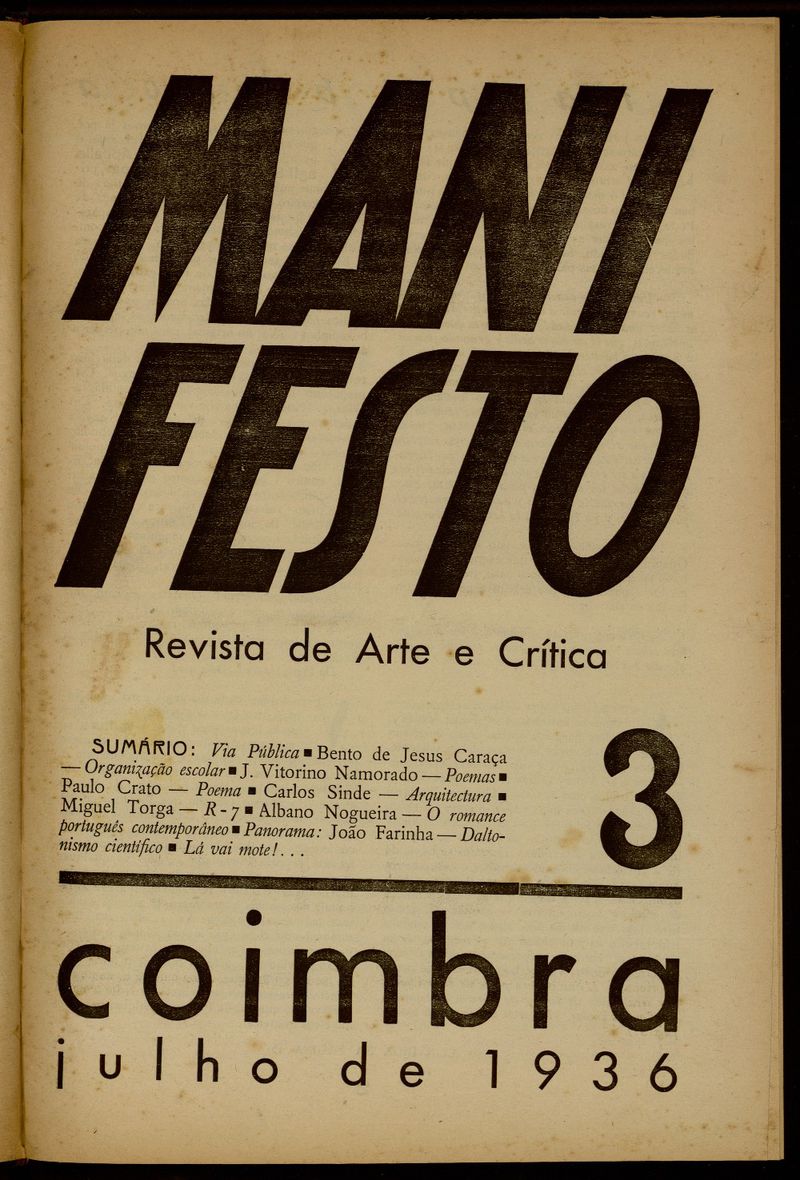 MANI
FESTO
Revista de Arte e Crítica
SUMÁRIO: Via Pública ■ Bento de Jesus Caraça
— Organização escolar ■ J. Vitorino Namorado — Poemas ■
Paulo Crato — Poema ■ Carlos Sinde — Arquitectura ■
Miguel Torga — R-7 ■ Albano Nogueira — O romance
português contemporâneo ■ Panorama: João Farinha — Dalto-
nismo científico ■ Lá vai mote!...
3
coimbra
julho de 1936